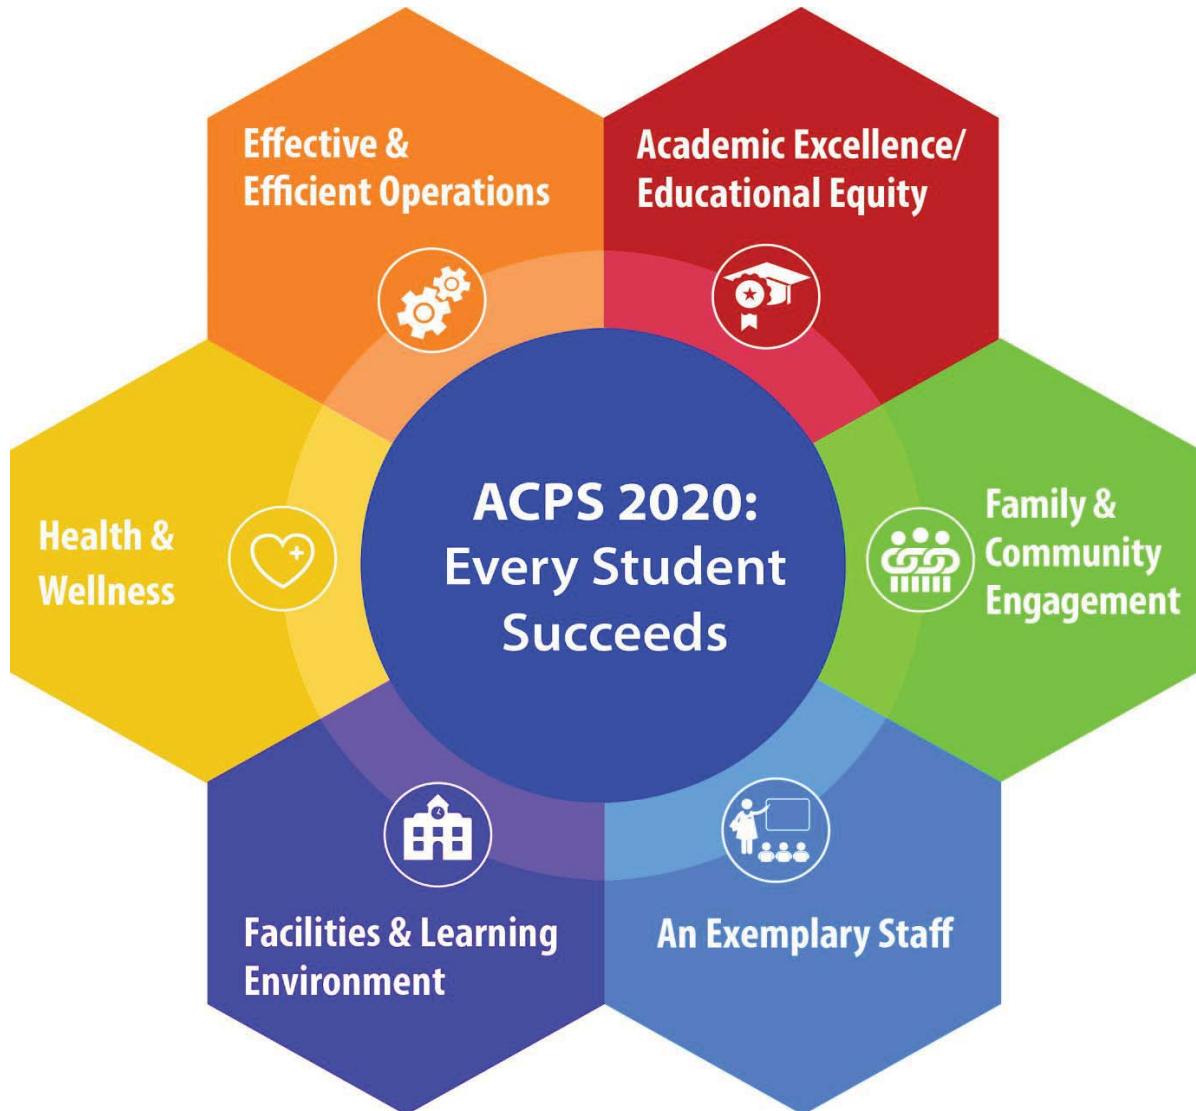 Effective &
Efficient Operations
Academic Excellence/
Educational Equity
Health &
Wellness
ACPS 2020:
Every Student
Succeeds
Family &
Community
Engagement
Facilities & Learning
Environment
An Exemplary Staff